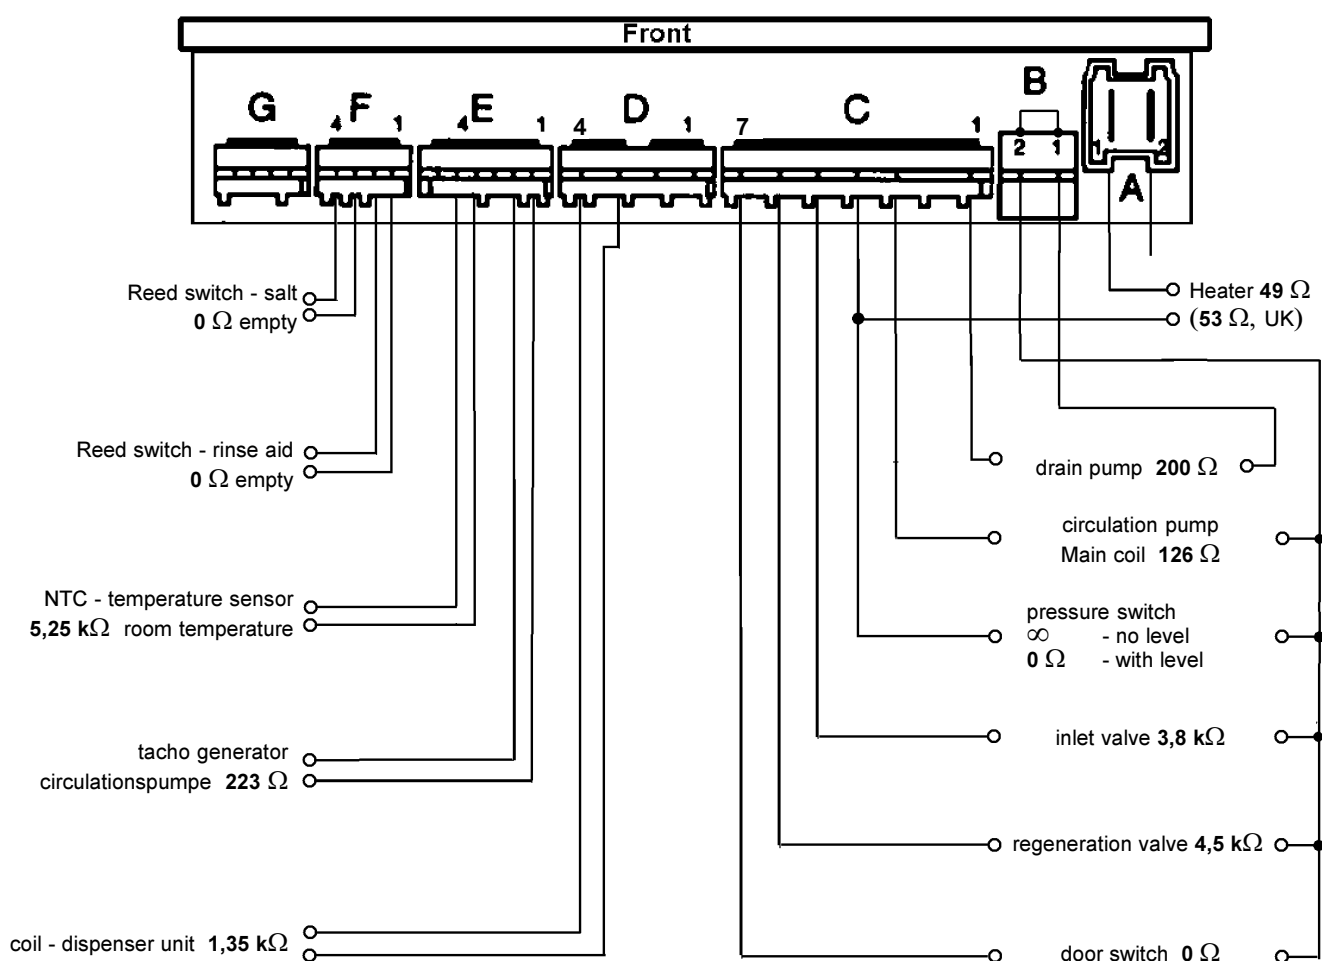 Front
G
F
E
D
C
B
A
4
1
4
1
4
1
7
1
2
1
1
2
Reed switch - salt
0 Ω empty
Heater 49 Ω
(53 Ω, UK)
Reed switch - rinse aid
0 Ω empty
drain pump 200 Ω
circulation pump
Main coil 126 Ω
NTC - temperature sensor
5,25 kΩ room temperature
pressure switch
∞ - no level
0 Ω - with level
tacho generator
circulationspumpe 223 Ω
inlet valve 3,8 kΩ
regeneration valve 4,5 kΩ
coil - dispenser unit 1,35 kΩ
door switch 0 Ω